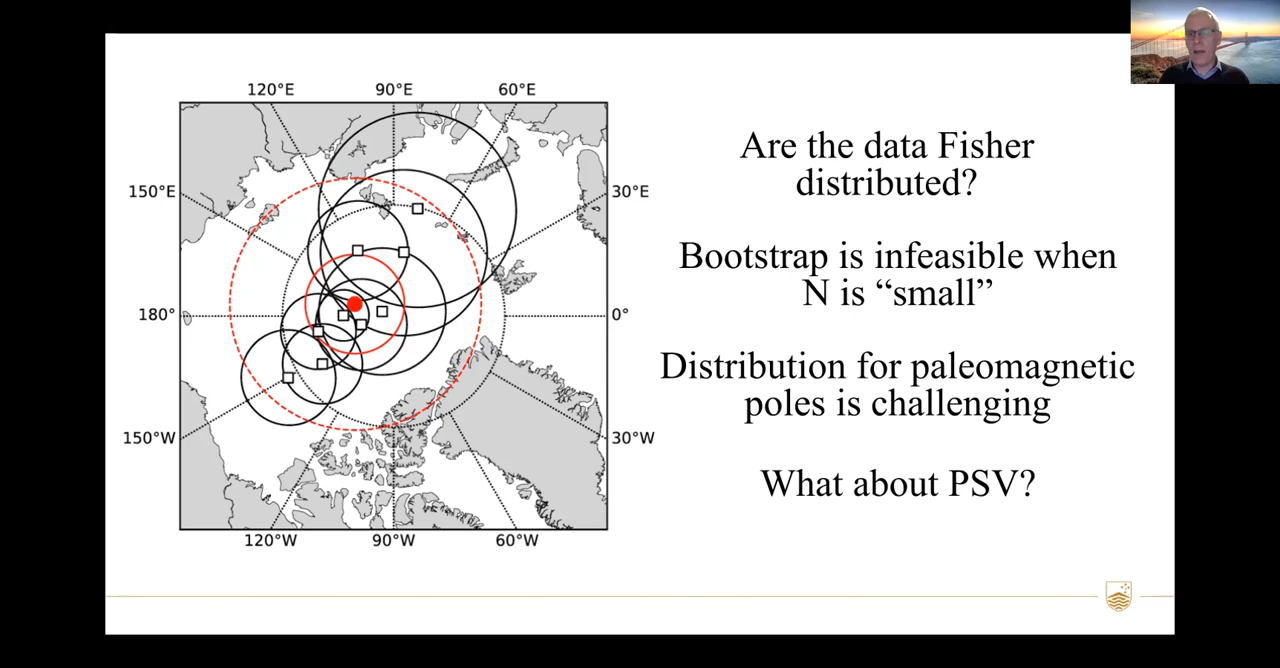 120°E 90°E 60°E
150°E 30°E
180° 0°
150°W 30°W
120°W 90°W 60°W
Are the data Fisher
distributed?
Bootstrap is infeasible when
N is “small”
Distribution for paleomagnetic
poles is challenging
What about PSV?